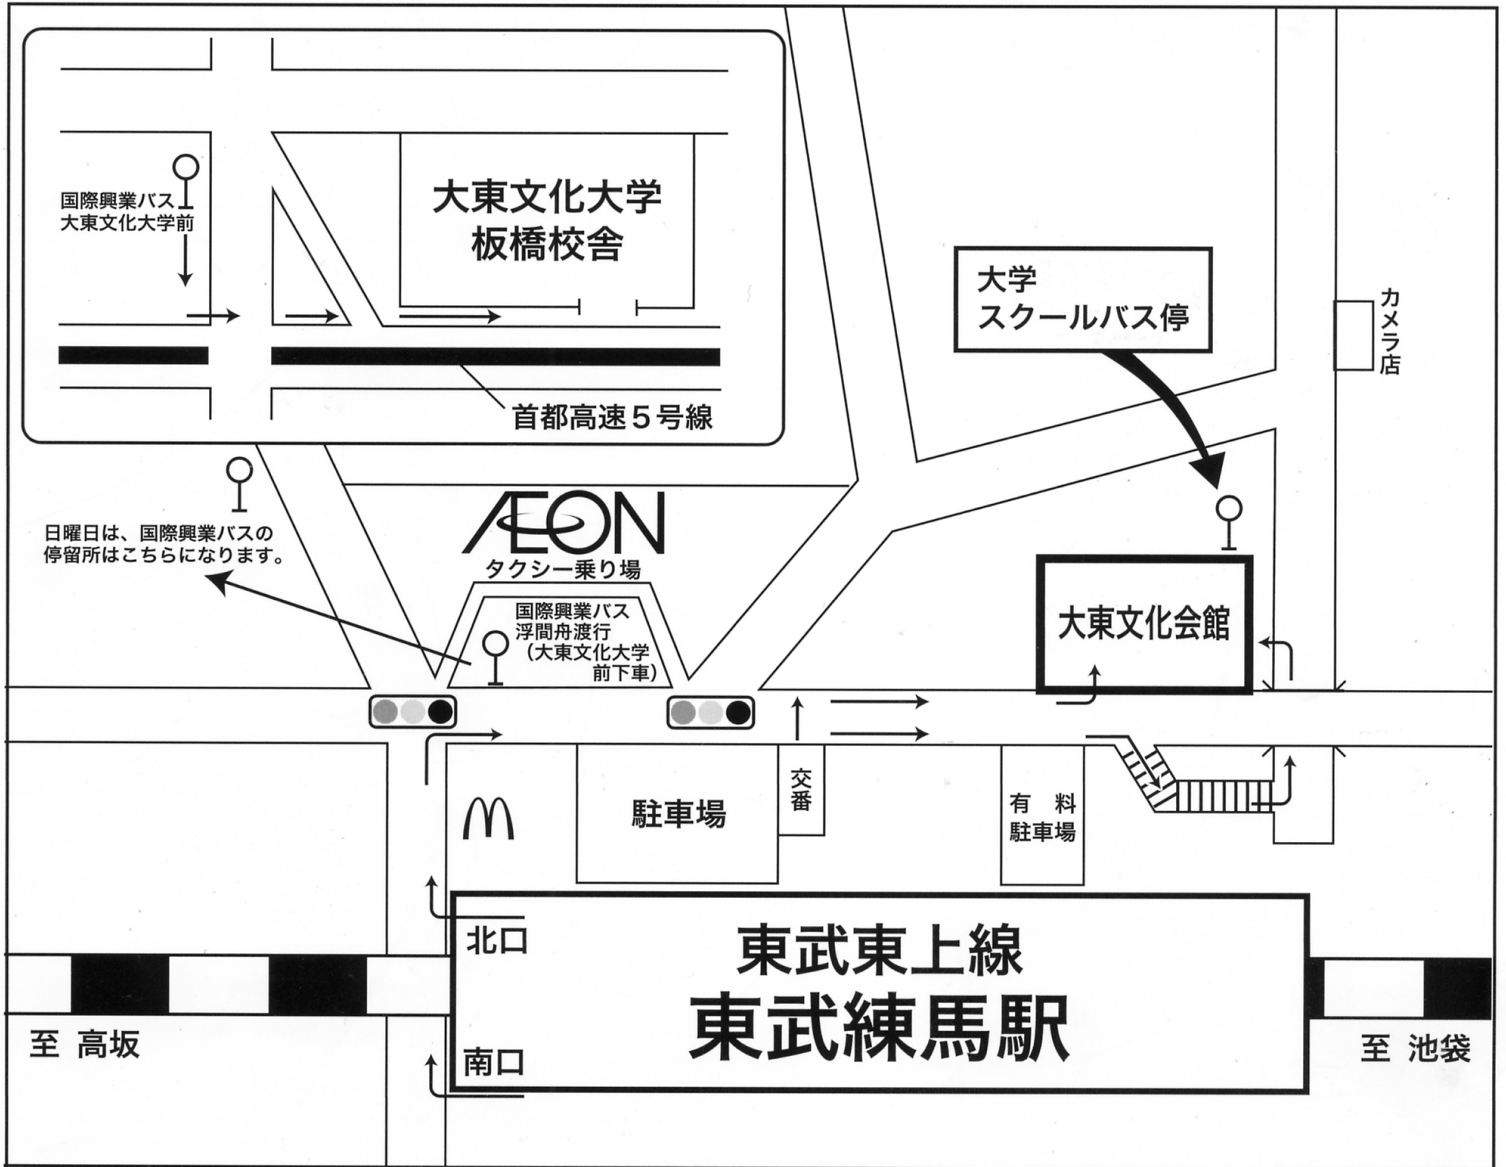 国際興業バス
大東文化大学前
大東文化大学
板橋校舎
首都高速5号線
大学
スクールバス停
カメラ店
日曜日は、国際興業バスの
停留所はこちらになります。
ÆON
タクシー乗り場
国際興業バス
浮間舟渡行
（大東文化大学
前下車）
大東文化会館
駐車場
交番
有 料
駐車場
北口
東武東上線
東武練馬駅
南口
至 高坂
至 池袋